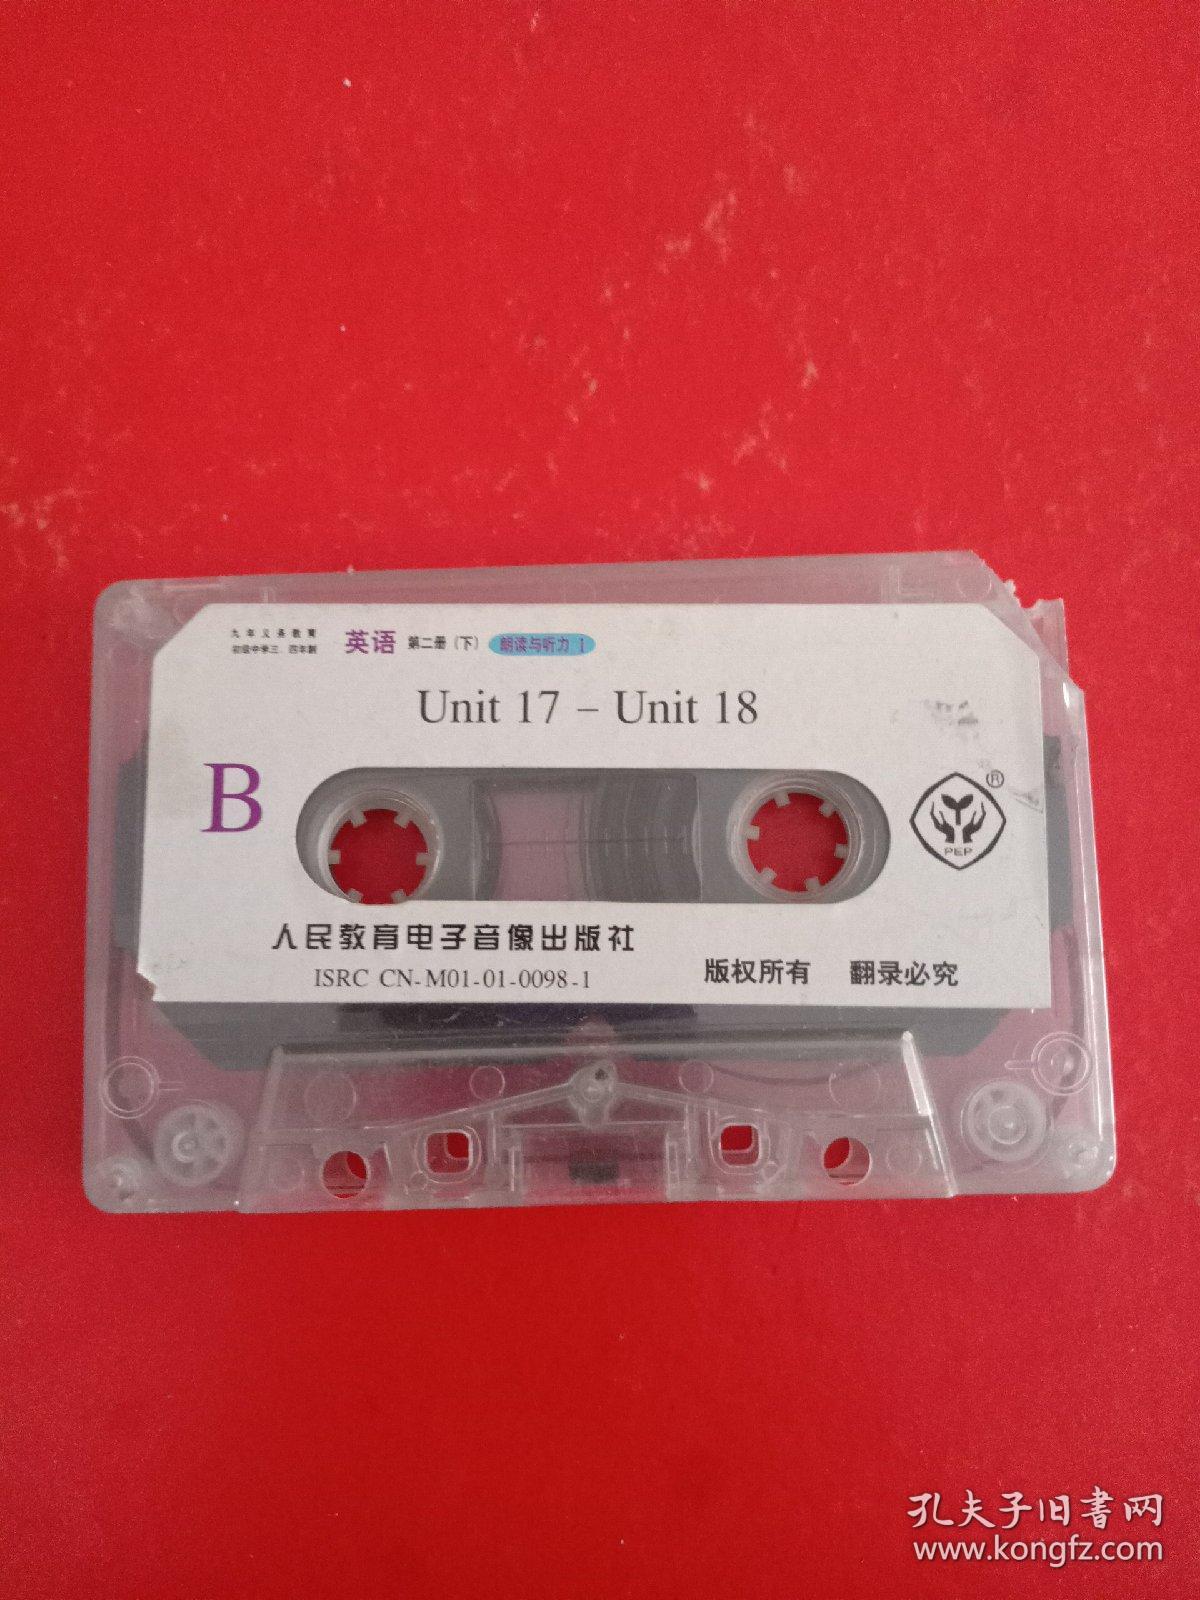 九年义务教育
初级中学三、四年制
英语 第二册（下） 朗读与听力 1
Unit 17 – Unit 18
B
®
PEP
人民教育电子音像出版社
ISRC CN-M01-01-0098-1
版权所有 翻录必究
孔夫子旧书网
www.kongfz.com